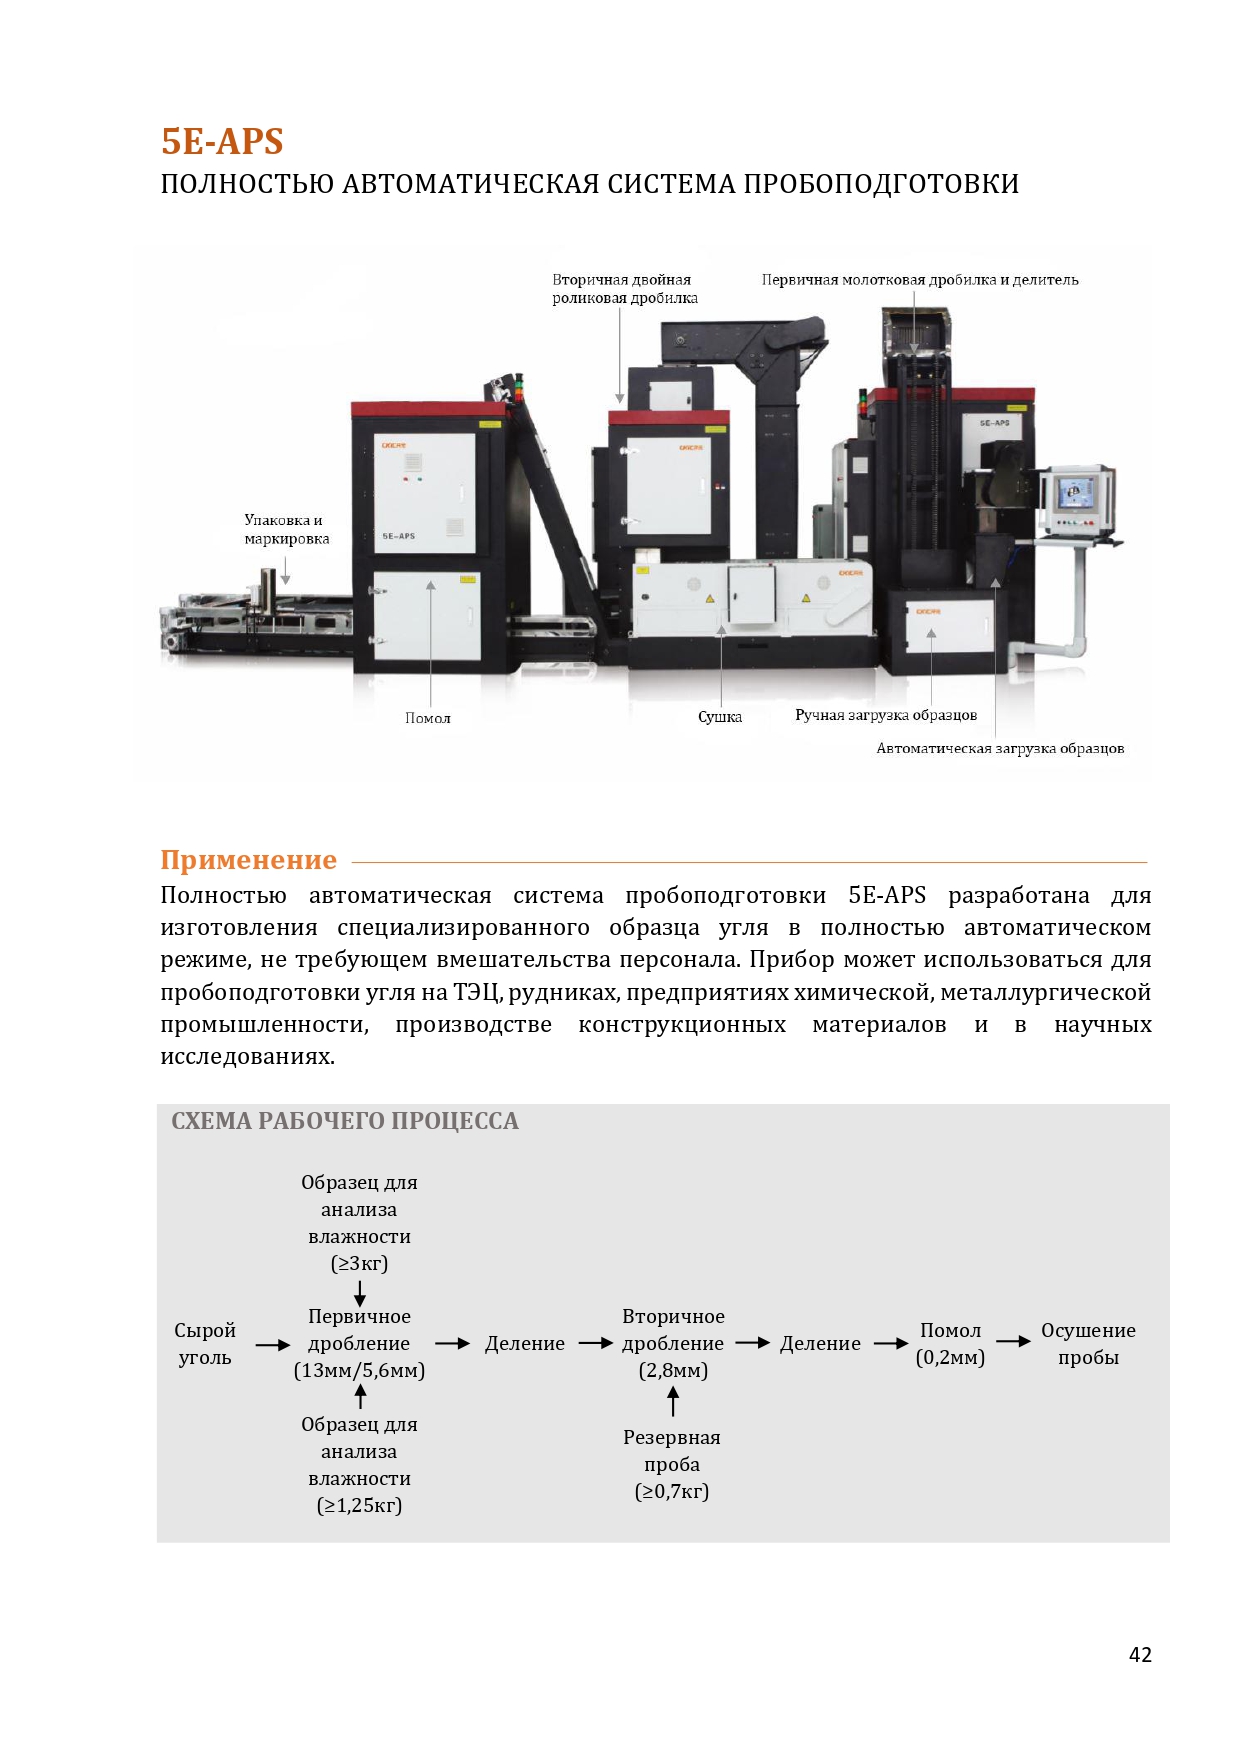 5E-APS
ПОЛНОСТЬЮ АВТОМАТИЧЕСКАЯ СИСТЕМА ПРОБОПОДГОТОВКИ
Вторичная двойная
роликовая дробилка
Первичная молотковая дробилка и делитель
5E-APS
5E-APS
Упаковка и
маркировка
Помол
Сушка
Ручная загрузка образцов
Автоматическая загрузка образцов
Применение
Полностью автоматическая система пробоподготовки 5E-APS разработана для
изготовления специализированного образца угля в полностью автоматическом
режиме, не требующем вмешательства персонала. Прибор может использоваться для
пробоподготовки угля на ТЭЦ, рудниках, предприятиях химической, металлургической
промышленности, производстве конструкционных материалов и в научных
исследованиях.
СХЕМА РАБОЧЕГО ПРОЦЕССА
Образец для
анализа
влажности
(≥3кг)
Сырой
уголь
Первичное
дробление
(13мм/5,6мм)
Деление
Вторичное
дробление
(2,8мм)
Деление
Помол
(0,2мм)
Осушение
пробы
Образец для
анализа
влажности
(≥1,25кг)
Резервная
проба
(≥0,7кг)
42